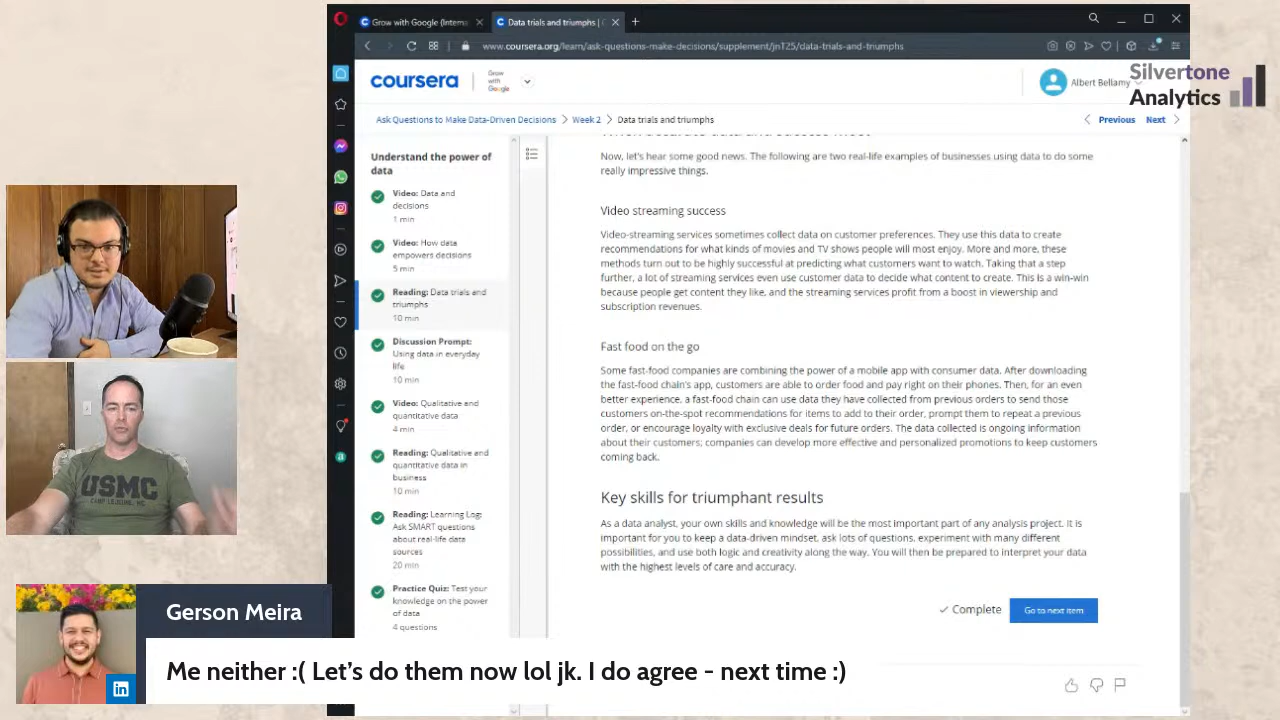 Grow with Google (Interna
Data trials and triumphs | C
www.coursera.org/learn/ask-questions-make-decisions/supplement/jnTZ5/data-trials-and-triumphs
coursera
Grow
with
Google
Albert Bellamy
Silvertone
Analytics
Ask Questions to Make Data-Driven Decisions > Week 2 > Data trials and triumphs
Previous
Next
Understand the power of
data
Video: Data and
decisions
1 min
Video: How data
empowers decisions
5 min
Reading: Data trials and
triumphs
10 min
Discussion Prompt:
Using data in everyday
life
10 min
Video: Qualitative and
quantitative data
4 min
Reading: Qualitative and
quantitative data in
business
10 min
Reading: Learning Log:
Ask SMART questions
about real-life data
sources
20 min
Practice Quiz: Test your
knowledge on the power
of data
4 questions
Now, let's hear some good news. The following are two real-life examples of businesses using data to do some
really impressive things.
Video streaming success
Video-streaming services sometimes collect data on customer preferences. They use this data to create
recommendations for what kinds of movies and TV shows people will most enjoy. More and more, these
methods turn out to be highly successful at predicting what customers want to watch. Taking that a step
further, a lot of streaming services even use customer data to decide what content to create. This is a win-win
because people get content they like, and the streaming services profit from a boost in viewership and
subscription revenues.
Fast food on the go
Some fast-food companies are combining the power of a mobile app with consumer data. After downloading
the fast-food chain's app, customers are able to order food and pay right on their phones. Then, for an even
better experience, a fast-food chain can use data they have collected from previous orders to send those
customers on-the-spot recommendations for items to add to their order, prompt them to repeat a previous
order, or encourage loyalty with exclusive deals for future orders. The data collected is ongoing information
about their customers; companies can develop more effective and personalized promotions to keep customers
coming back.
Key skills for triumphant results
As a data analyst, your own skills and knowledge will be the most important part of any analysis project. It is
important for you to keep a data-driven mindset, ask lots of questions, experiment with many different
possibilities, and use both logic and creativity along the way. You will then be prepared to interpret your data
with the highest levels of care and accuracy.
Complete
Go to next item
USMC
CAMP LEJEUNE, NC
Gerson Meira
in
Me neither :( Let's do them now lol jk. I do agree - next time :)